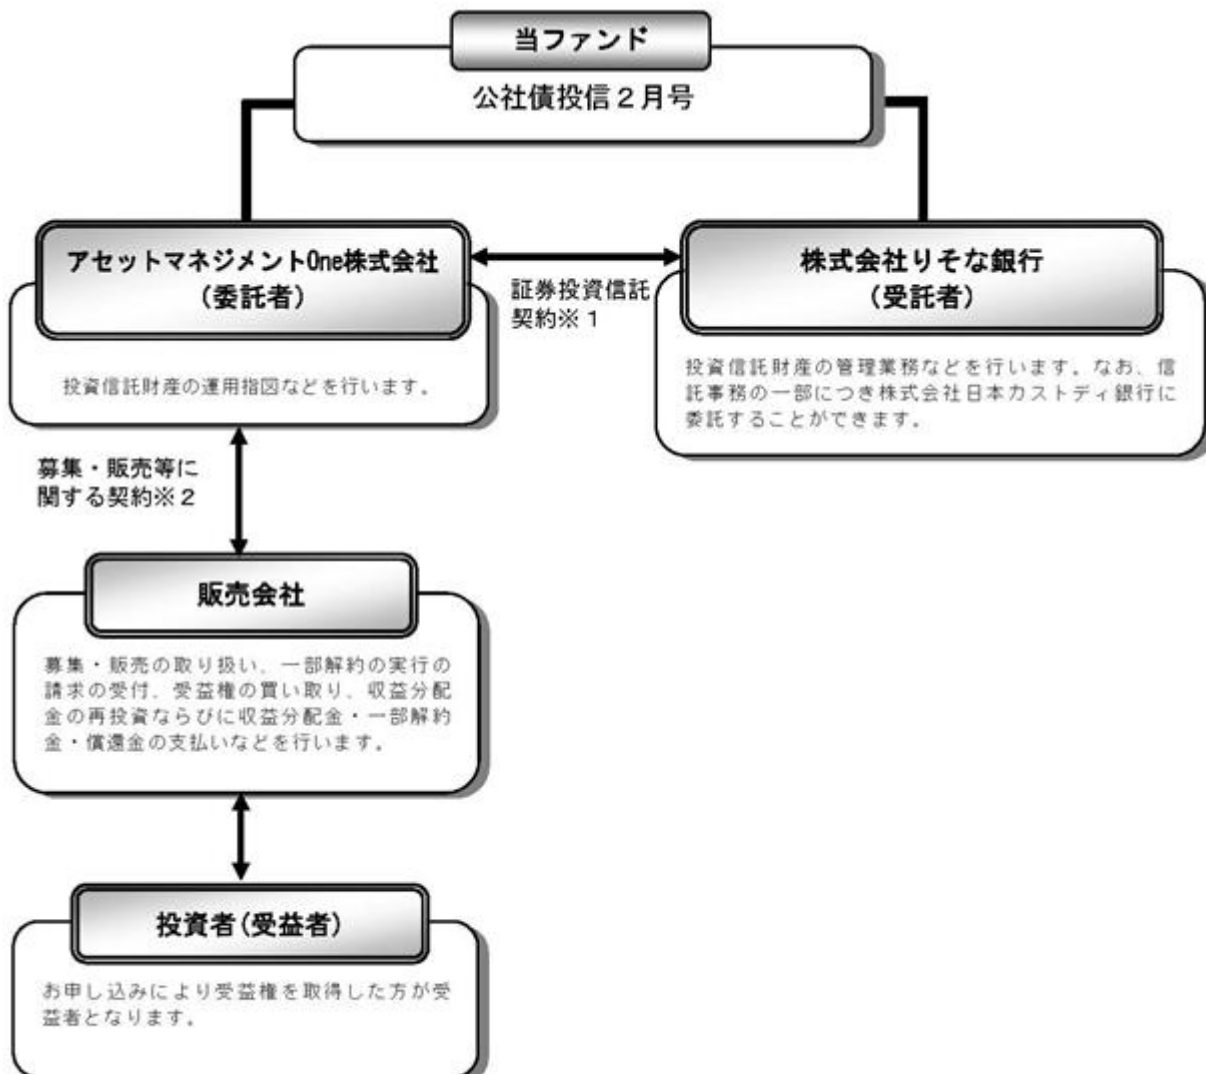 当ファンド
公社債投信２月号
アセットマネジメントOne株式会社
（委託者）
投資信託財産の運用指図などを行います。
証券投資信託
契約※１
株式会社りそな銀行
（受託者）
投資信託財産の管理業務などを行います。なお、信
託事務の一部につき株式会社日本カストディ銀行に
委託することができます。
募集・販売等に
関する契約※２
販売会社
募集・販売の取り扱い、一部解約の実行の
請求の受付、受益権の買い取り、収益分配
金の再投資ならびに収益分配金・一部解約
金・償還金の支払いなどを行います。
投資者（受益者）
お申し込みにより受益権を取得した方が受
益者となります。